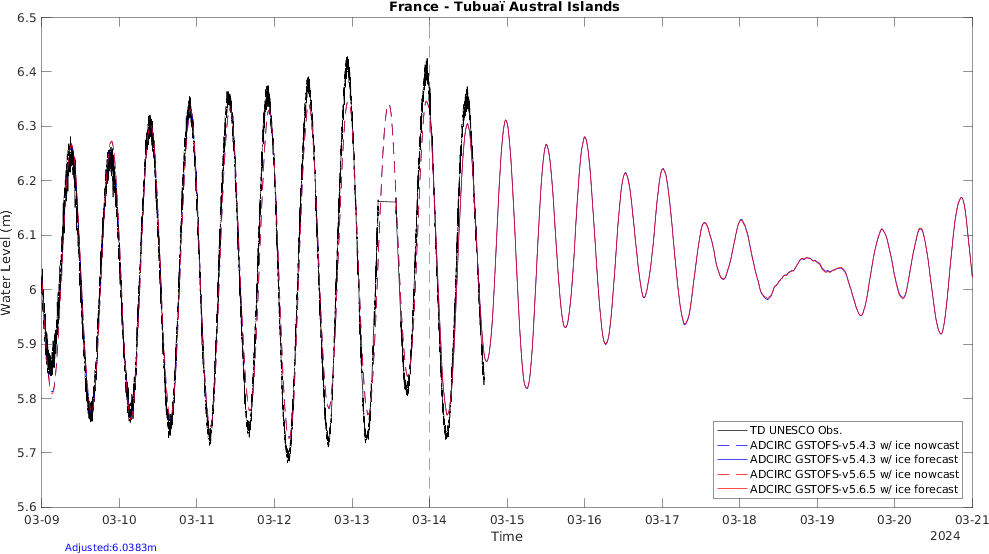 France - Tubuaï Austral Islands
6.5
6.4
6.3
6.2
6.1
6
5.9
5.8
5.7
5.6
Water Level (m)
03-09 03-10 03-11 03-12 03-13 03-14 03-15 03-16 03-17 03-18 03-19 03-20 03-21
Time
2024
TD UNESCO Obs.
ADCIRC GSTOFS-v5.4.3 w/ ice nowcast
ADCIRC GSTOFS-v5.4.3 w/ ice forecast
ADCIRC GSTOFS-v5.6.5 w/ ice nowcast
ADCIRC GSTOFS-v5.6.5 w/ ice forecast
Adjusted:6.0383m